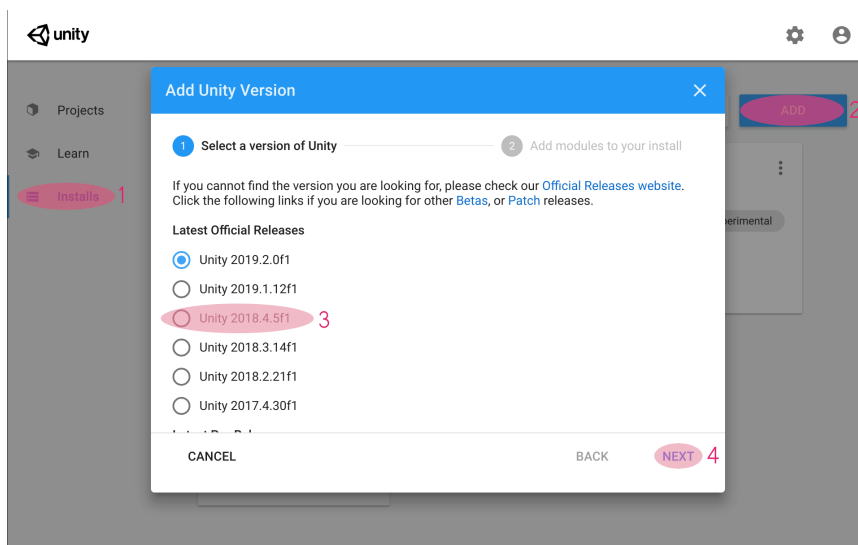 unity
Projects
Learn
Installs 1
ADD 2
Add Unity Version
1 Select a version of Unity
2 Add modules to your install
If you cannot find the version you are looking for, please check our Official Releases website.
Click the following links if you are looking for other Betas, or Patch releases.
Latest Official Releases
Unity 2019.2.0f1
Unity 2019.1.12f1
Unity 2018.4.5f1 3
Unity 2018.3.14f1
Unity 2018.2.21f1
Unity 2017.4.30f1
CANCEL
BACK
NEXT 4